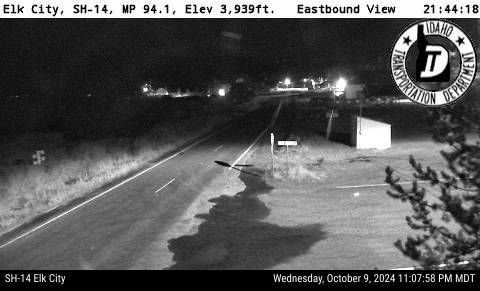 Elk City, SH-14, MP 94.1, Elev 3,939ft. Eastbound View 21:44:18
IDAHO
TRANSPORTATION DEPARTMENT
SH-14 Elk City Wednesday, October 9, 2024 11:07:58 PM MDT